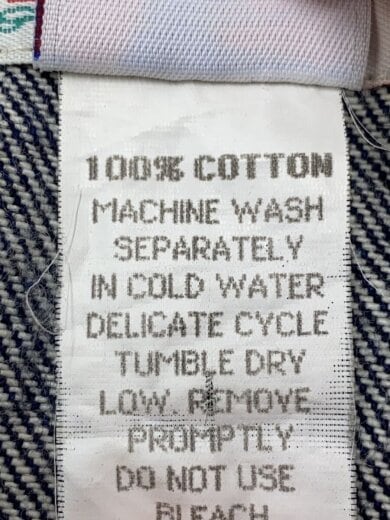 100% COTTON
MACHINE WASH
SEPARATELY
IN COLD WATER
DELICATE CYCLE
TUMBLE DRY
LOW. REMOVE
PROMPTLY
DO NOT USE
BLEACH